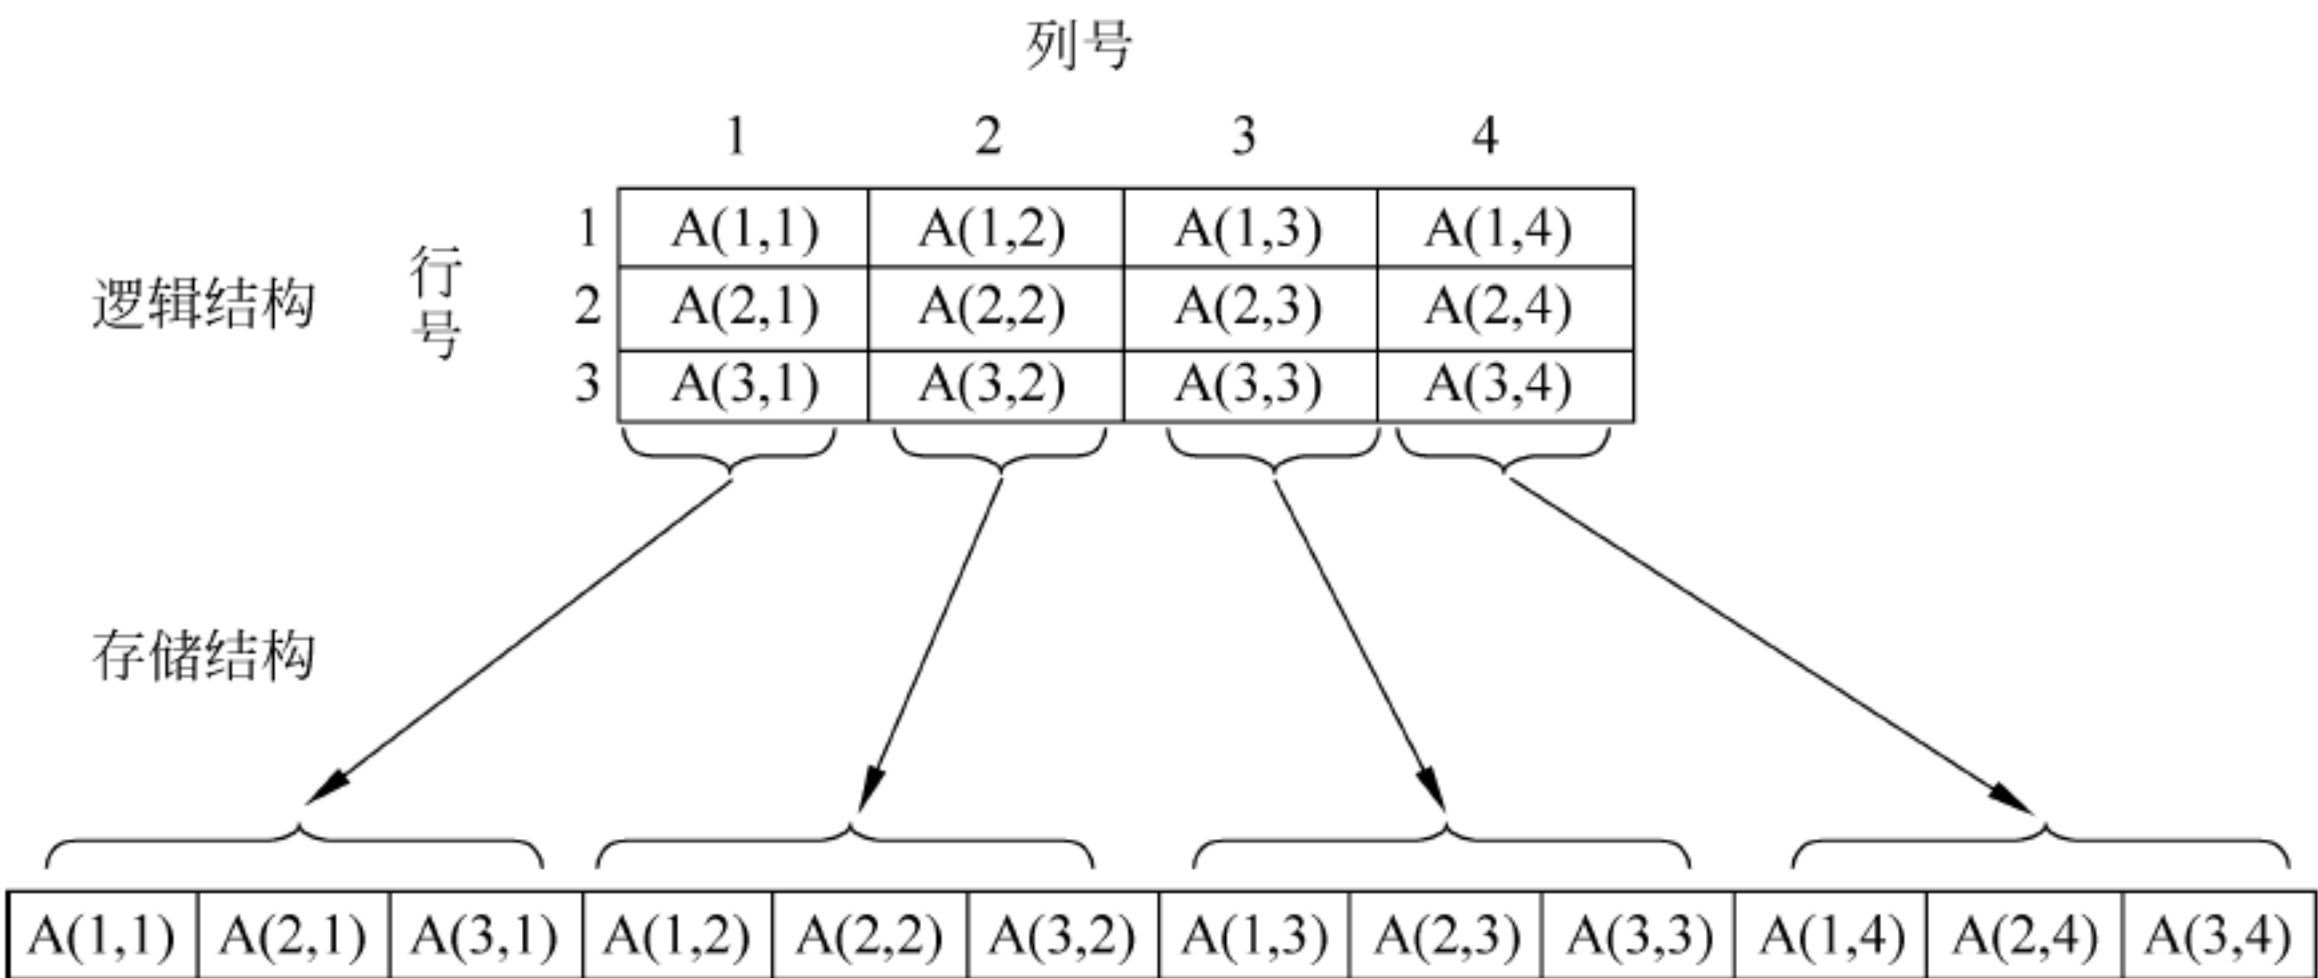 列号
1 2 3 4
逻辑结构 行号 1 A(1,1) A(1,2) A(1,3) A(1,4)
2 A(2,1) A(2,2) A(2,3) A(2,4)
3 A(3,1) A(3,2) A(3,3) A(3,4)
存储结构
A(1,1) A(2,1) A(3,1) A(1,2) A(2,2) A(3,2) A(1,3) A(2,3) A(3,3) A(1,4) A(2,4) A(3,4)